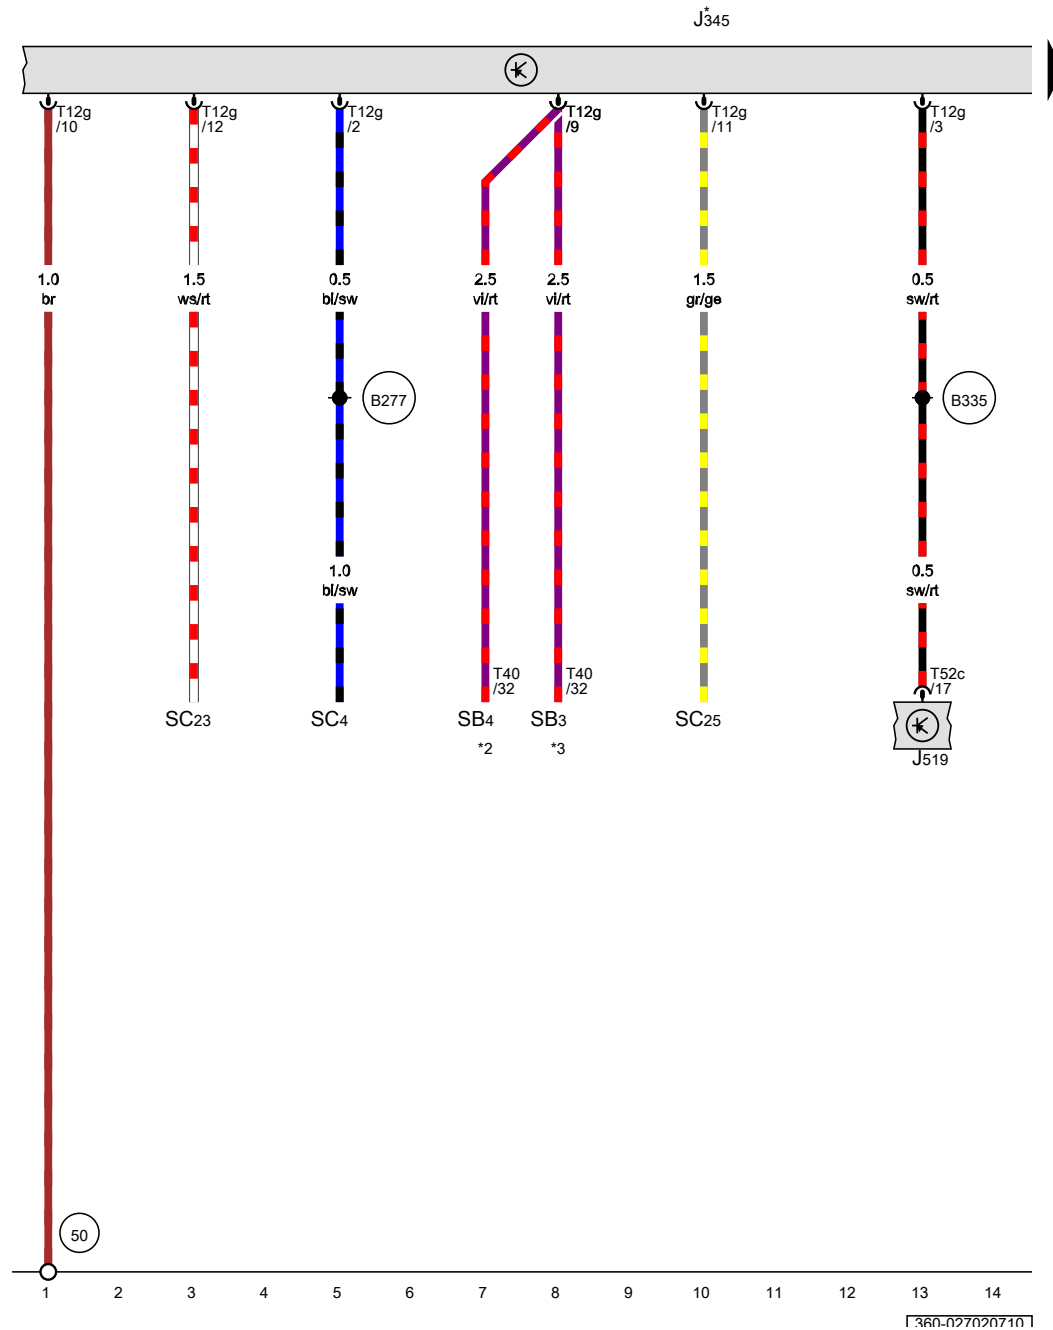 J345*
T12g
/10
T12g
/12
T12g
/2
T12g
/9
T12g
/11
T12g
/3
1.0
br
1.5
ws/rt
0.5
bl/sw
2.5
vi/rt
2.5
vi/rt
1.5
gr/ge
0.5
sw/rt
B277
B335
1.0
bl/sw
0.5
sw/rt
T40
/32
T40
/32
T52c
/17
SC23
SC4
SB4
*2
SB3
*3
SC25
J519
50
1 2 3 4 5 6 7 8 9 10 11 12 13 14
360-027020710